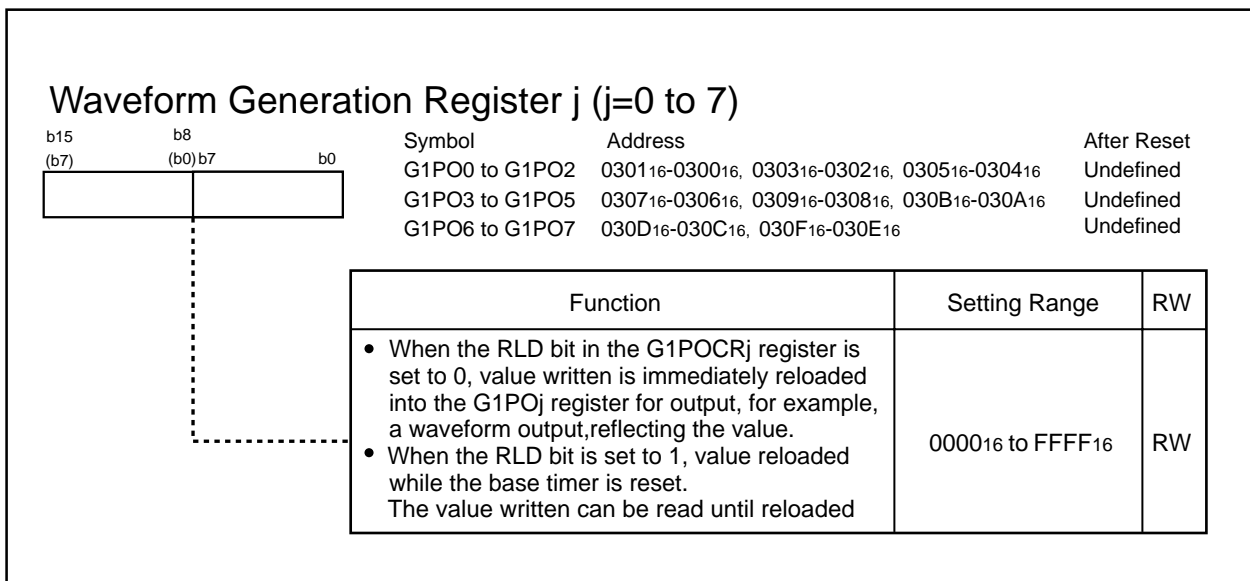 Waveform Generation Register j (j=0 to 7)
b15 b8
(b7) (b0) b7 b0
Symbol Address After Reset
G1PO0 to G1PO2 030116-030016, 030316-030216, 030516-030416 Undefined
G1PO3 to G1PO5 030716-030616, 030916-030816, 030B16-030A16 Undefined
G1PO6 to G1PO7 030D16-030C16, 030F16-030E16 Undefined
Function Setting Range RW
• When the RLD bit in the G1POCRj register is
set to 0, value written is immediately reloaded
into the G1POj register for output, for example,
a waveform output,reflecting the value.
• When the RLD bit is set to 1, value reloaded
while the base timer is reset.
The value written can be read until reloaded
000016 to FFFF16 RW